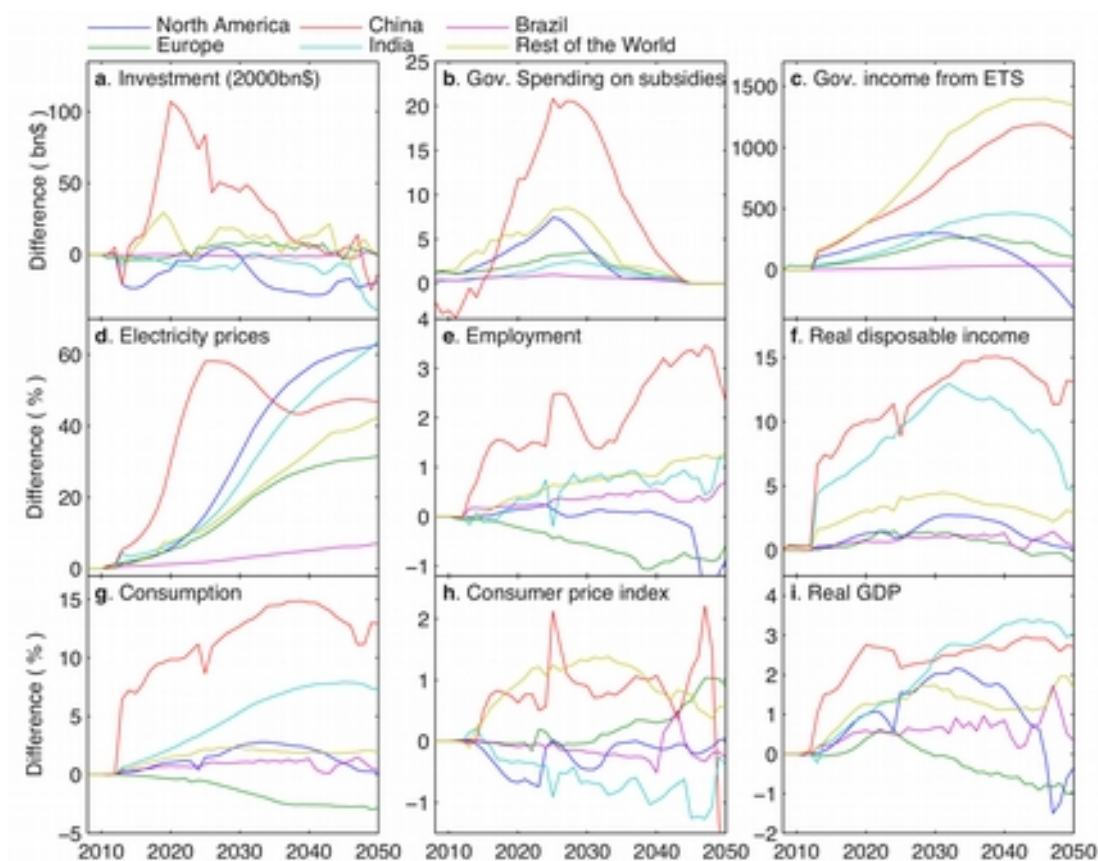 North America China Brazil
Europe India Rest of the World
a. Investment (2000bn$)
100
50
0
Difference ( bn$ )
b. Gov. Spending on subsidies
25
20
15
10
5
0
c. Gov. income from ETS
1500
1000
500
0
d. Electricity prices
60
40
20
0
Difference ( % )
e. Employment
4
3
2
1
0
−1
f. Real disposable income
15
10
5
0
g. Consumption
15
10
5
0
−5
Difference ( % )
h. Consumer price index
2
1
0
−1
i. Real GDP
4
3
2
1
0
−1
−2
2010 2020 2030 2040 2050
2010 2020 2030 2040 2050
2010 2020 2030 2040 2050